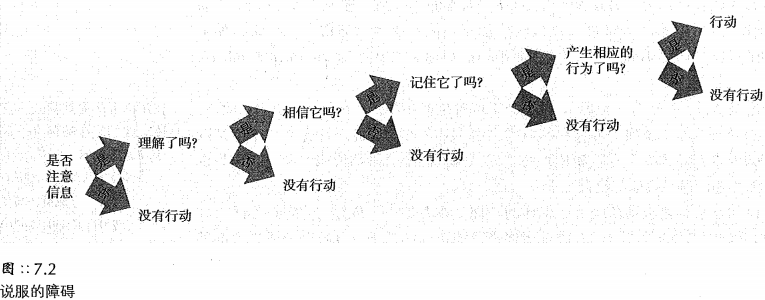 是否
注意
信息
是
否
理解了吗?
没有行动
是
否
相信它吗?
没有行动
是
否
记住它了吗?
没有行动
是
否
产生相应的
行为了吗?
没有行动
是
否
行动
没有行动
图::7.2
说服的障碍